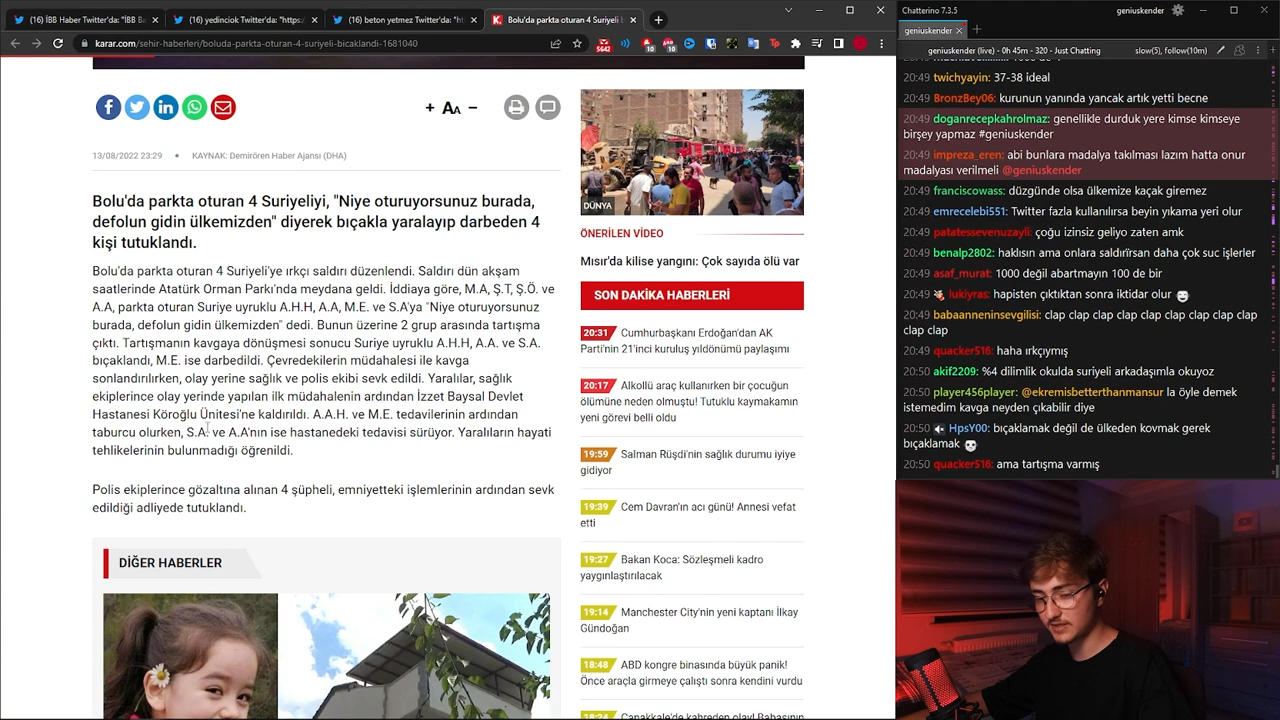 (16) İBB Haber Twitter'da: "İBB B
(16) yedincilok Twitter'da: "https:
(16) beton yetmez Twitter'da: "htt
Bolu'da parkta oturan 4 Suriyeli b
karar.com/sehir-haberleri/boluda-parkta-oturan-4-suriyeli-bicaklandi-1681040
+ AA −
13/08/2022 23:29 • KAYNAK: Demirören Haber Ajansı (DHA)
Bolu'da parkta oturan 4 Suriyeliyi, "Niye oturuyorsunuz burada,
defolun gidin ülkemizden" diyerek bıçakla yaralayıp darbeden 4
kişi tutuklandı.
Bolu'da parkta oturan 4 Suriyeli'ye ırkçı saldırı düzenlendi. Saldırı dün akşam
saatlerinde Atatürk Orman Parkı'nda meydana geldi. İddiaya göre, M.A, Ş.T, Ş.Ö. ve
A.A, parkta oturan Suriye uyruklu A.H.H, A.A, M.E. ve S.A'ya "Niye oturuyorsunuz
burada, defolun gidin ülkemizden" dedi. Bunun üzerine 2 grup arasında tartışma
çıktı. Tartışmanın kavgaya dönüşmesi sonucu Suriye uyruklu A.H.H, A.A. ve S.A.
bıçaklandı, M.E. ise darbedildi. Çevredekilerin müdahalesi ile kavga
sonlandırılırken, olay yerine sağlık ve polis ekibi sevk edildi. Yaralılar, sağlık
ekiplerince olay yerinde yapılan ilk müdahalenin ardından İzzet Baysal Devlet
Hastanesi Köroğlu Ünitesi'ne kaldırıldı. A.A.H. ve M.E. tedavilerinin ardından
taburcu olurken, S.A. ve A.A'nın ise hastanedeki tedavisi sürüyor. Yaralıların hayati
tehlikelerinin bulunmadığı öğrenildi.
Polis ekiplerince gözaltına alınan 4 şüpheli, emniyetteki işlemlerinin ardından sevk
edildiği adliyede tutuklandı.
DİĞER HABERLER
DÜNYA
ÖNERİLEN VİDEO
Mısır'da kilise yangını: Çok sayıda ölü var
SON DAKİKA HABERLERİ
20:31 Cumhurbaşkanı Erdoğan'dan AK
Parti'nin 21'inci kuruluş yıldönümü paylaşımı
20:17 Alkollü araç kullanırken bir çocuğun
ölümüne neden olmuştu! Tutuklu kaymakamın
yeni görevi belli oldu
19:59 Salman Rüşdi'nin sağlık durumu iyiye
gidiyor
19:39 Cem Davran'ın acı günü! Annesi vefat
etti
19:27 Bakan Koca: Sözleşmeli kadro
yaygınlaştırılacak
19:14 Manchester City'nin yeni kaptanı İlkay
Gündoğan
18:48 ABD kongre binasında büyük panik!
Önce araçla girmeye çalıştı sonra kendini vurdu
18:24 Çanakkale'de kahreden olay! Babasının
Chatterino 7.3.5
geniuskender
geniuskender
geniuskender (live) - 0h 45m - 320 - Just Chatting
slow(5), follow(10m)
20:49 twichyayin: 37-38 ideal
20:49 BronzBey06: kurunun yanında yancak artık yetti becne
20:49 doganrecepkahrolmaz: genellikle durduk yere kimse kimseye
birşey yapmaz #geniuskender
20:49 impreza_eren: abi bunlara madalya takılması lazım hatta onur
madalyası verilmeli @geniuskender
20:49 franciscowass: düzgünde olsa ülkemize kaçak giremez
20:49 emrecelebi551: Twitter fazla kullanılırsa beyin yıkama yeri olur
20:49 patatessevenuzayli: çoğu izinsiz geliyo zaten amk
20:49 benalp2802: haklısın ama onlara saldırırsan daha çok suc işlerler
20:49 asaf_murat: 1000 değil abartmayın 100 de bir
20:49 lukiyras: hapisten çıktıktan sonra iktidar olur
20:49 babaanneninsevgilisi: clap clap clap clap clap clap clap clap clap
clap clap
20:49 quacker516: haha ırkçıymış
20:50 akif2209: %4 dilimlik okulda suriyeli arkadaşımla okuyoz
20:50 player456player: @ekremisbetterthanmansur la öyle demek
istemedim kavga neyden çıkabilir diye
20:50 HpsY00: bıçaklamak değil de ülkeden kovmak gerek
bıçaklamak
20:50 quacker516: ama tartışma varmış